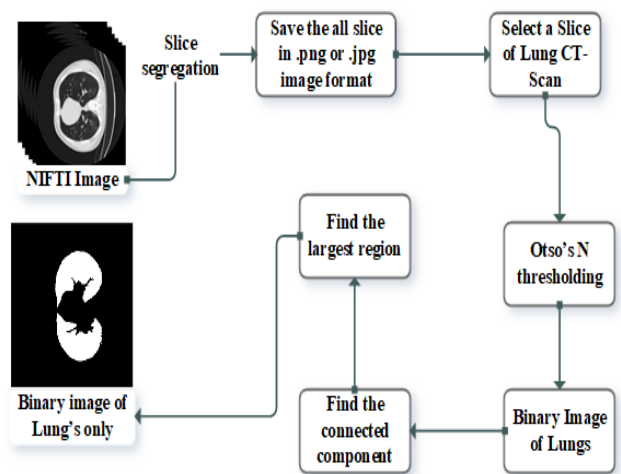 NIFTI Image
Slice
segregation
Save the all slice
in .png or .jpg
image format
Select a Slice
of Lung CT-
Scan
Otso's N
thresholding
Binary Image
of Lungs
Find the
connected
component
Find the
largest region
Binary image of
Lung's only